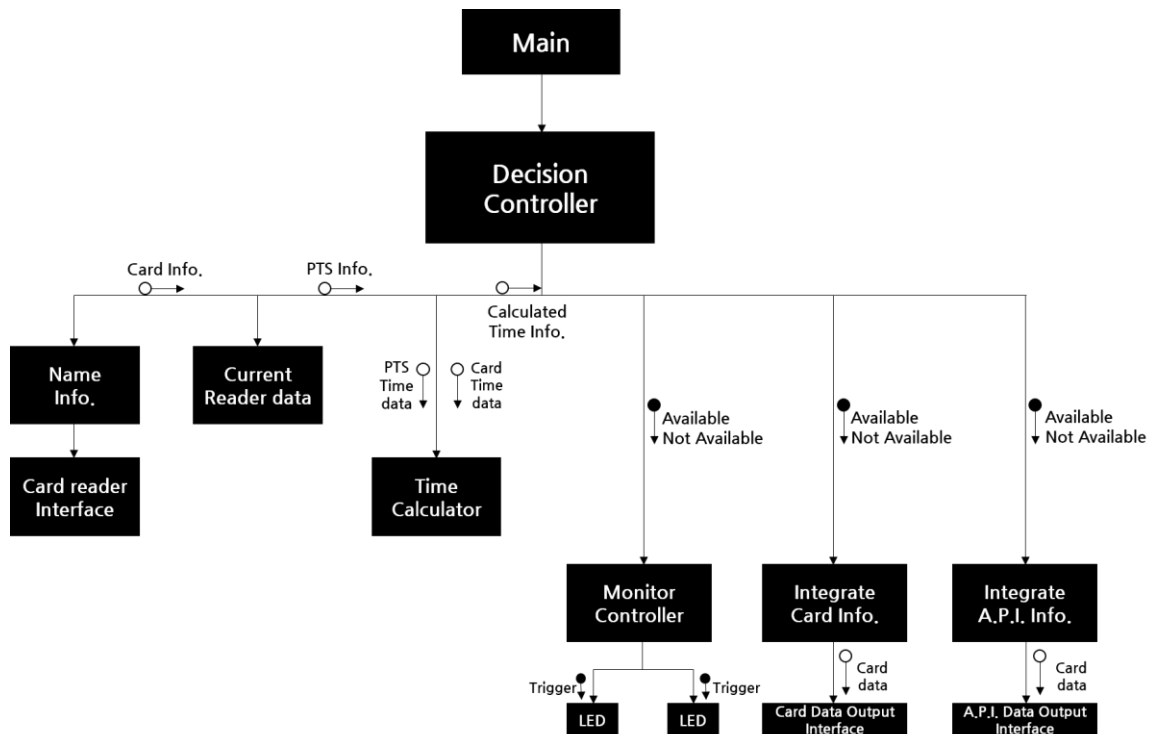 Main
Decision
Controller
Card Info.
PTS Info.
Calculated
Time Info.
Name
Info.
Current
Reader data
PTS
Time
data
Card
Time
data
Available
Not Available
Available
Not Available
Available
Not Available
Card reader
Interface
Time
Calculator
Monitor
Controller
Integrate
Card Info.
Integrate
A.P.I. Info.
Trigger
Trigger
Card
data
Card
data
LED
LED
Card Data Output
Interface
A.P.I. Data Output
Interface